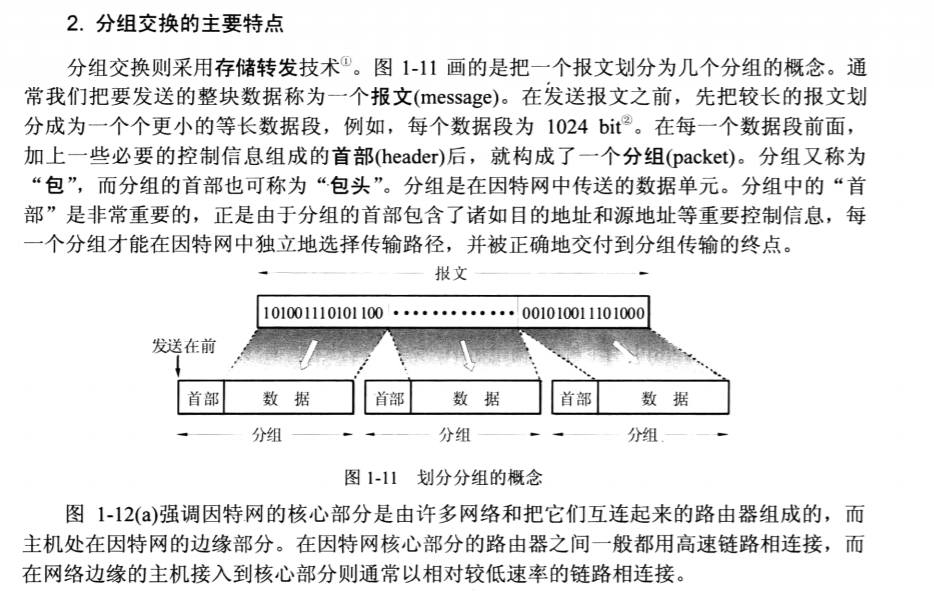 2. 分组交换的主要特点
分组交换则采用存储转发技术①。图 1-11 画的是把一个报文划分为几个分组的概念。通
常我们把要发送的整块数据称为一个报文(message)。在发送报文之前，先把较长的报文划
分成为一个个更小的等长数据段，例如，每个数据段为 1024 bit②。在每一个数据段前面，
加上一些必要的控制信息组成的首部(header)后，就构成了一个分组(packet)。分组又称为
“包”，而分组的首部也可称为“包头”。分组是在因特网中传送的数据单元。分组中的“首
部”是非常重要的，正是由于分组的首部包含了诸如目的地址和源地址等重要控制信息，每
一个分组才能在因特网中独立地选择传输路径，并被正确地交付到分组传输的终点。
报文
101001110101100 ·············· 001010011101000
发送在前
首部 数 据 首部 数 据 首部 数 据
分组 分组 分组
图 1-11 划分分组的概念
图 1-12(a)强调因特网的核心部分是由许多网络和把它们互连起来的路由器组成的，而
主机处在因特网的边缘部分。在因特网核心部分的路由器之间一般都用高速链路相连接，而
在网络边缘的主机接入到核心部分则通常以相对较低速率的链路相连接。